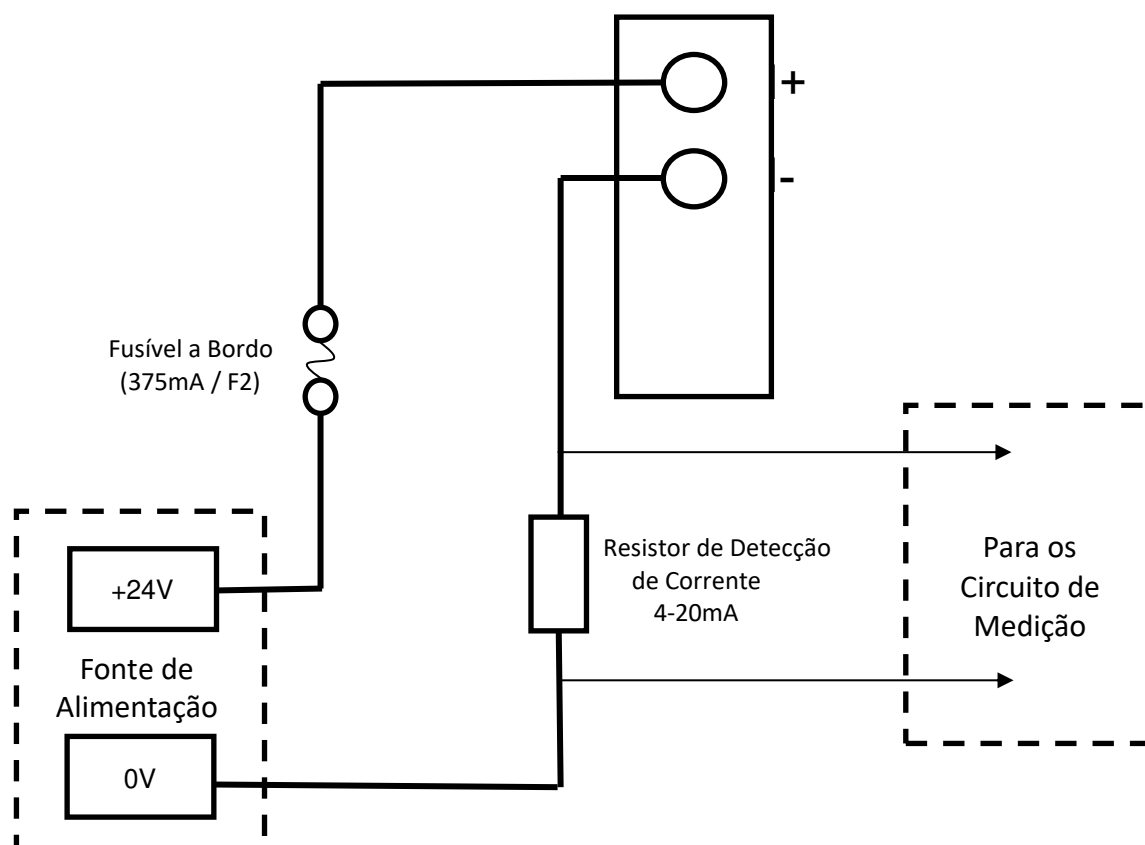 +
-
Fusível a Bordo
(375mA / F2)
Resistor de Detecção
de Corrente
4-20mA
Para os
Circuito de
Medição
+24V
Fonte de
Alimentação
0V